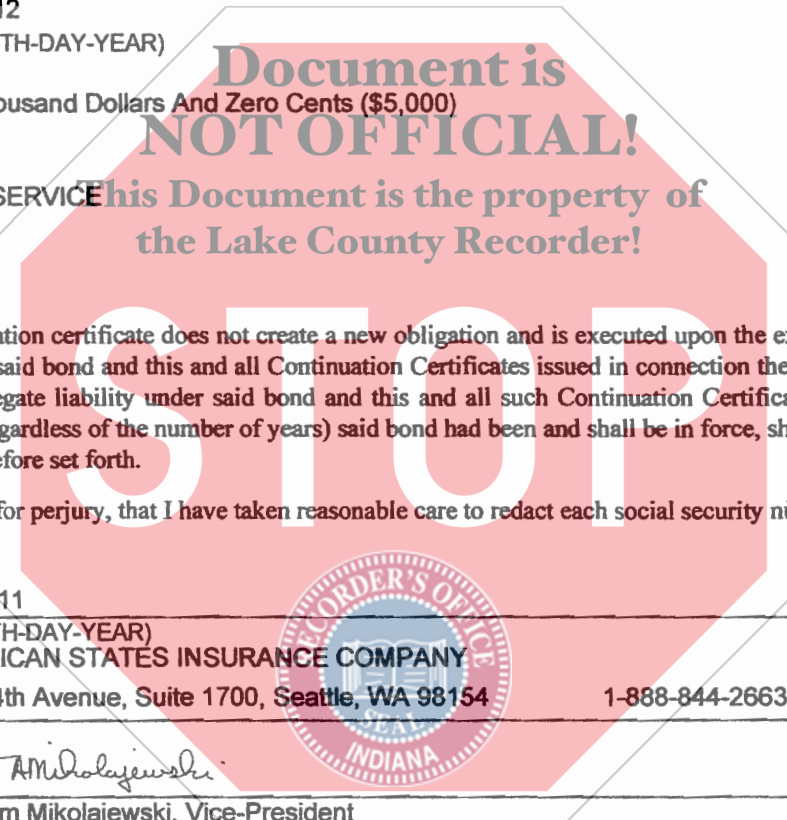 12
TH-DAY-YEAR)
Document is
ousand Dollars And Zero Cents ($5,000)
NOT OFFICIAL!
SERVICE
This Document is the property of
the Lake County Recorder!
STOP
ation certificate does not create a new obligation and is executed upon the e
said bond and this and all Continuation Certificates issued in connection the
egate liability under said bond and this and all such Continuation Certifica
gardless of the number of years) said bond had been and shall be in force, sh
efore set forth.
for perjury, that I have taken reasonable care to redact each social security n
11
TH-DAY-YEAR)
ICAN STATES INSURANCE COMPANY
4th Avenue, Suite 1700, Seattle, WA 98154 1-888-844-2663
RECORDER'S OFFICE
SEAL
INDIANA
AMikolajewski
m Mikolajewski, Vice-President